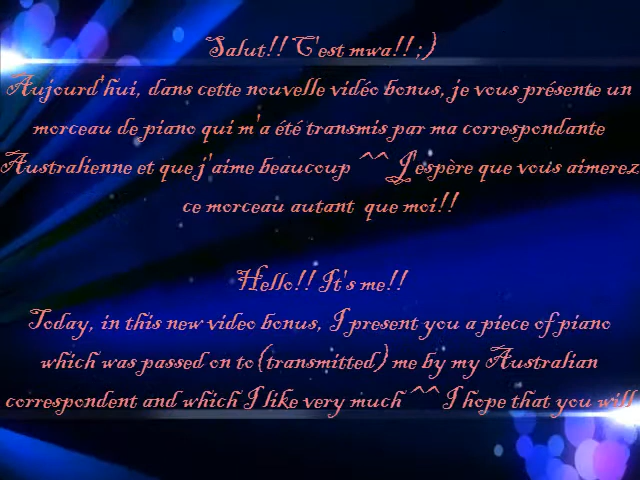 Salut!! C'est mwa!! ;)
Aujourd'hui, dans cette nouvelle vidéo bonus, je vous présente un
morceau de piano qui m'a été transmis par ma correspondante
Australienne et que j'aime beaucoup ^^ J'espère que vous aimerez
ce morceau autant que moi!!
Hello!! It's me!!
Today, in this new video bonus, I present you a piece of piano
which was passed on to (transmitted) me by my Australian
correspondent and which I like very much ^^ I hope that you will